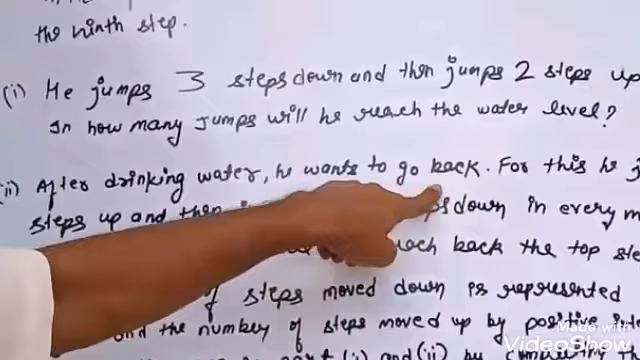 the ninth step.
(i) He jumps 3 steps down and then jumps 2 steps up
In how many jumps will he reach the water level?
(ii) After drinking water, he wants to go back. For this he j
steps up and then down in every m
back the top ste
of steps moved down is represented
and the number of steps moved up by positive inte
part (i) and (ii) by
Made with
VideoShow